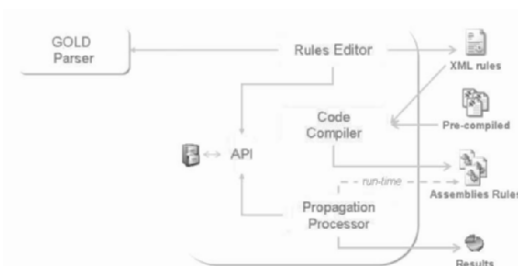 GOLD
Parser
Rules Editor
XML rules
Code
Compiler
Pre-compiled
API
run-time
Assemblies Rules
Propagation
Processor
Results